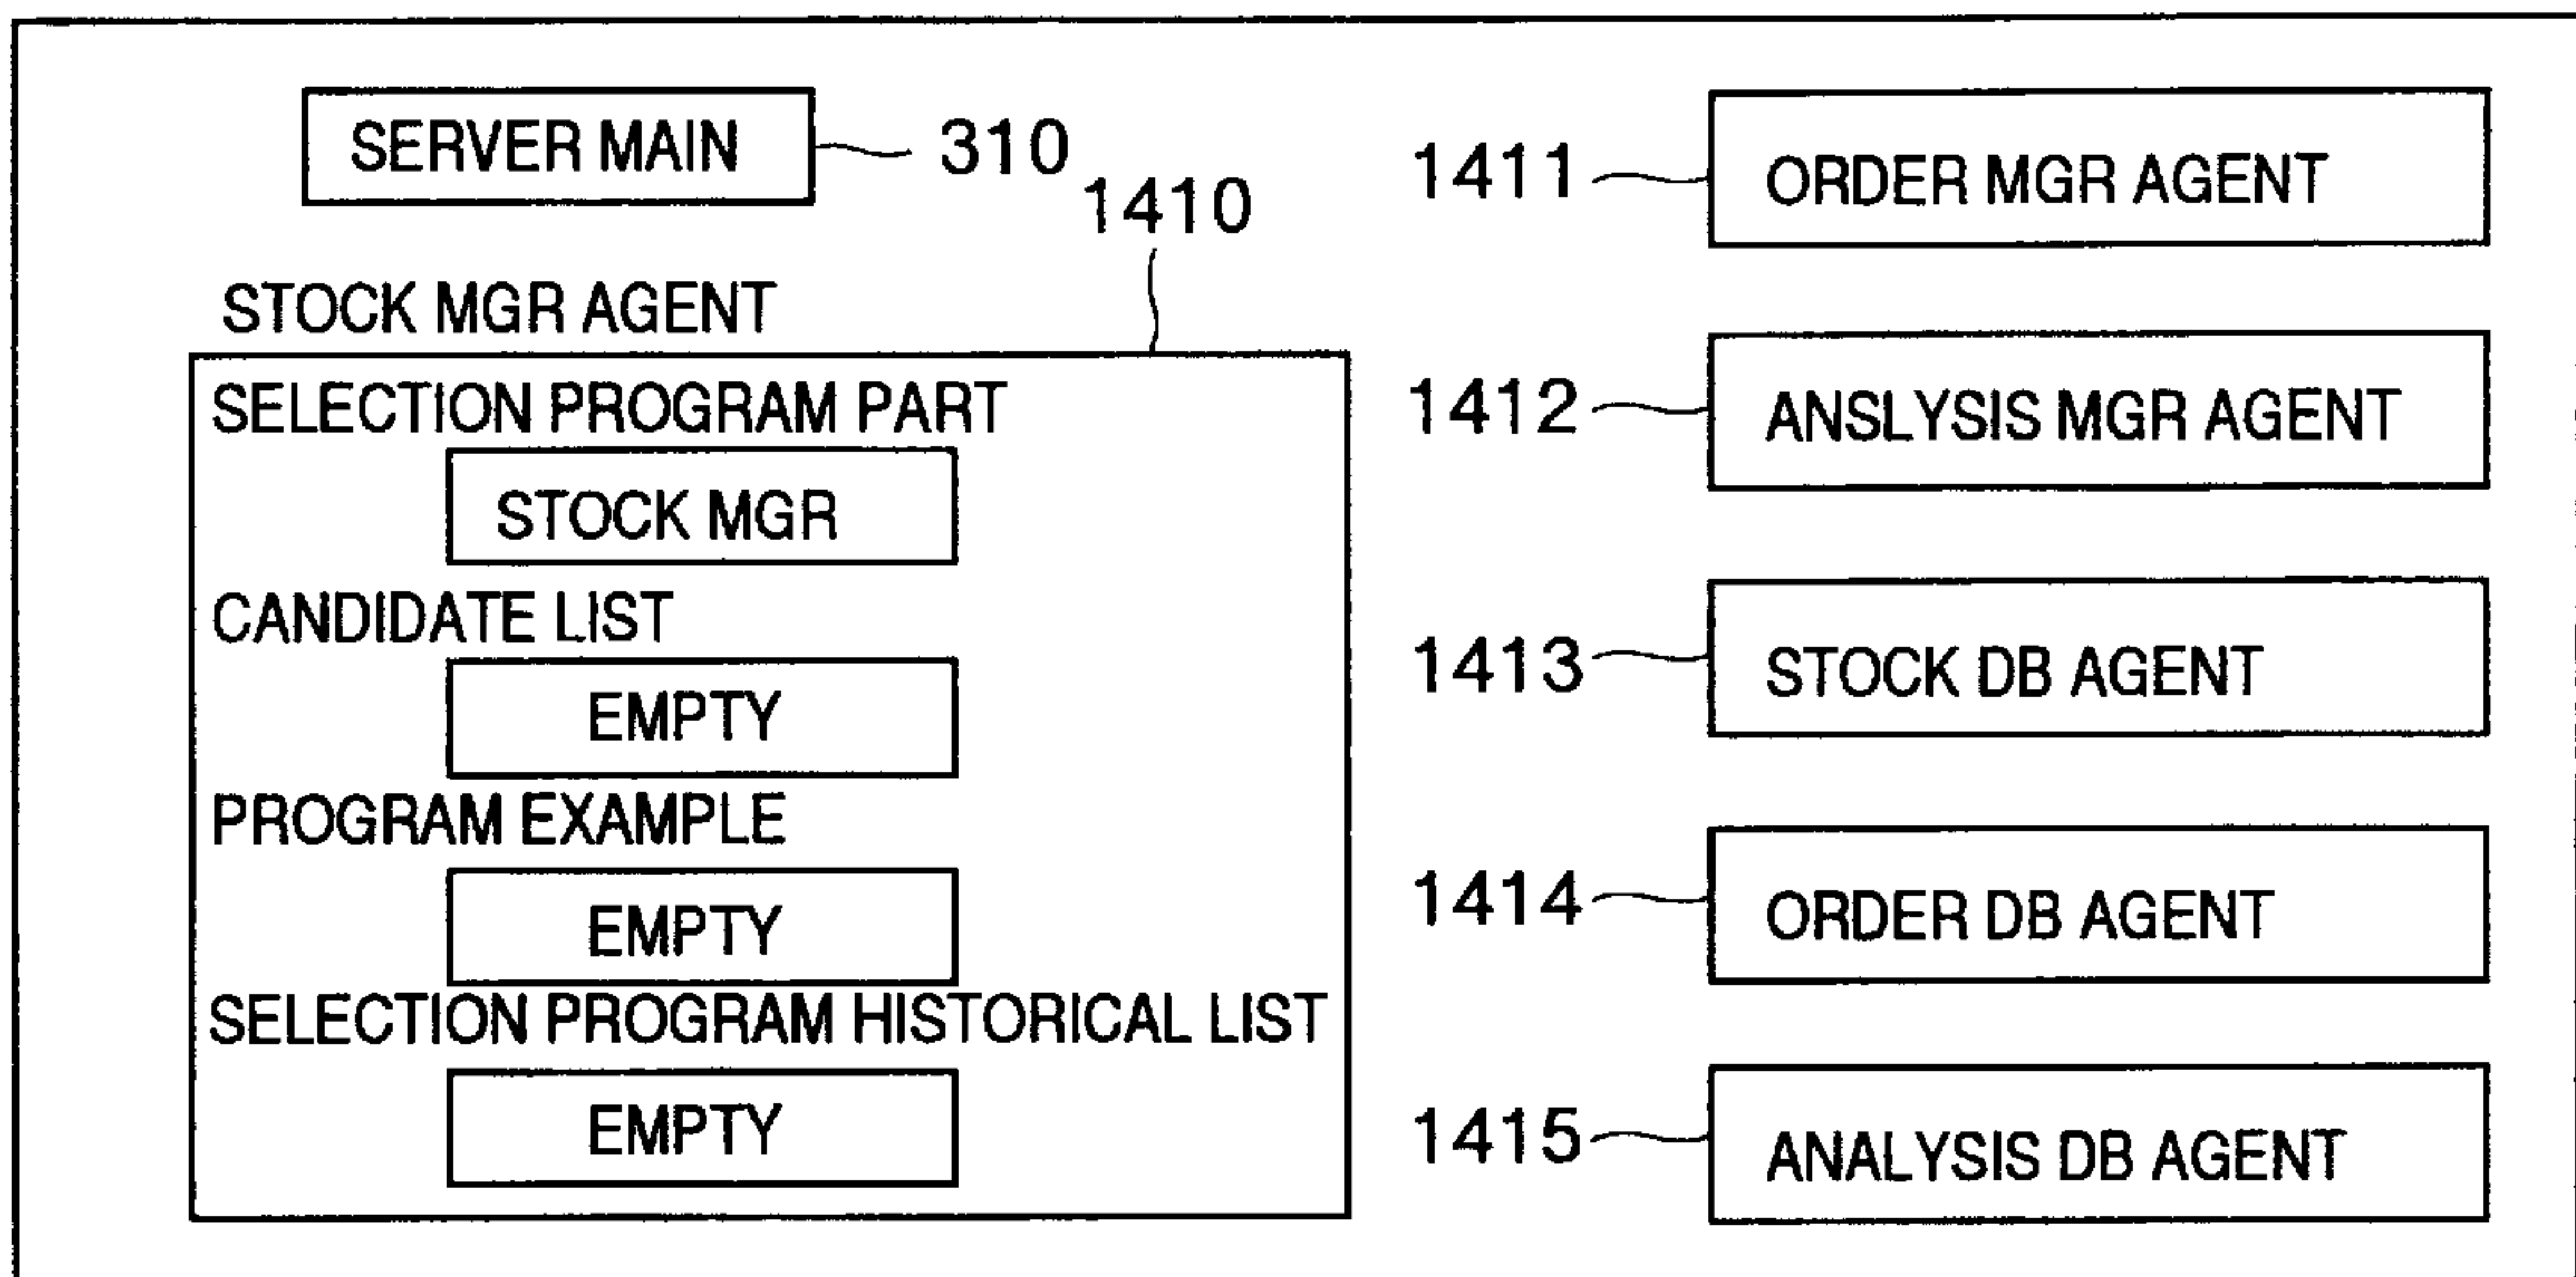 SERVER MAIN
310
1410
STOCK MGR AGENT
SELECTION PROGRAM PART
STOCK MGR
CANDIDATE LIST
EMPTY
PROGRAM EXAMPLE
EMPTY
SELECTION PROGRAM HISTORICAL LIST
EMPTY
1411
ORDER MGR AGENT
1412
ANSLYSIS MGR AGENT
1413
STOCK DB AGENT
1414
ORDER DB AGENT
1415
ANALYSIS DB AGENT